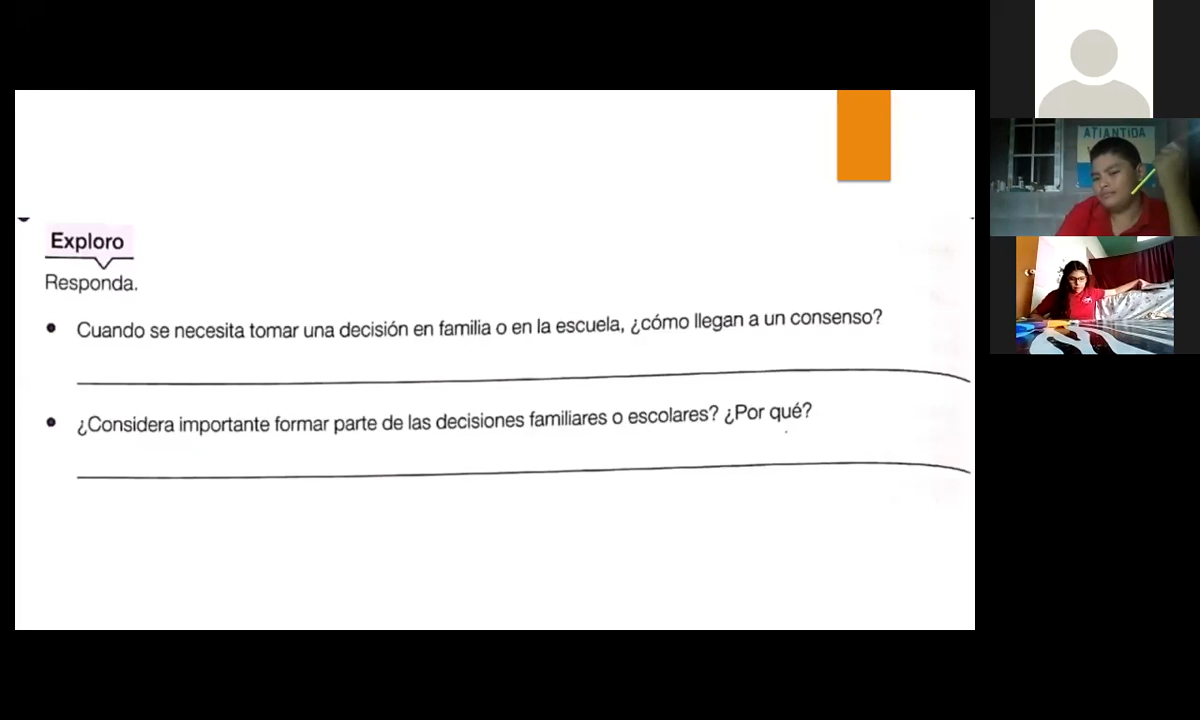 Exploro
Responda.
• Cuando se necesita tomar una decisión en familia o en la escuela, ¿cómo llegan a un consenso?
• ¿Considera importante formar parte de las decisiones familiares o escolares? ¿Por qué?
ATLANTIDA